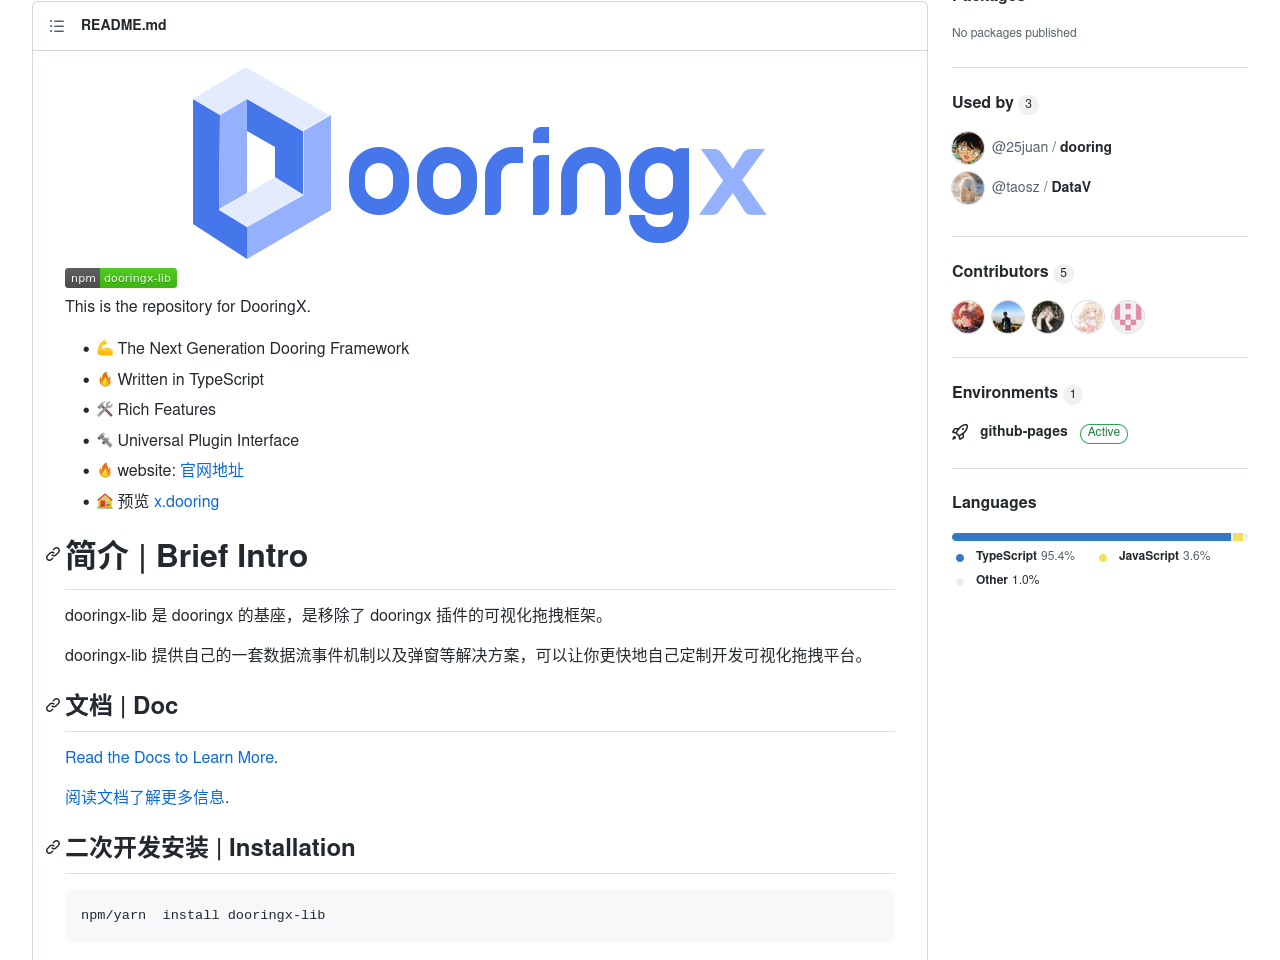 README.md
Dooringx
npm dooringx-lib
This is the repository for DooringX.
💪 The Next Generation Dooring Framework
🔥 Written in TypeScript
🛠 Rich Features
🔩 Universal Plugin Interface
🔥 website: 官网地址
🏠 预览 x.dooring
简介 | Brief Intro
dooringx-lib 是 dooringx 的基座，是移除了 dooringx 插件的可视化拖拽框架。
dooringx-lib 提供自己的一套数据流事件机制以及弹窗等解决方案，可以让你更快地自己定制开发可视化拖拽平台。
文档 | Doc
Read the Docs to Learn More.
阅读文档了解更多信息.
二次开发安装 | Installation
npm/yarn  install dooringx-lib
No packages published
Used by 3
@25juan / dooring
@taosz / DataV
Contributors 5
Environments 1
github-pages Active
Languages
TypeScript 95.4%
JavaScript 3.6%
Other 1.0%